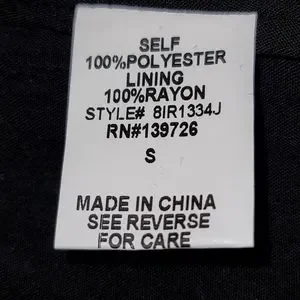 SELF
100%POLYESTER
LINING
100%RAYON
STYLE# 8IR1334J
RN#139726
S
MADE IN CHINA
SEE REVERSE
FOR CARE